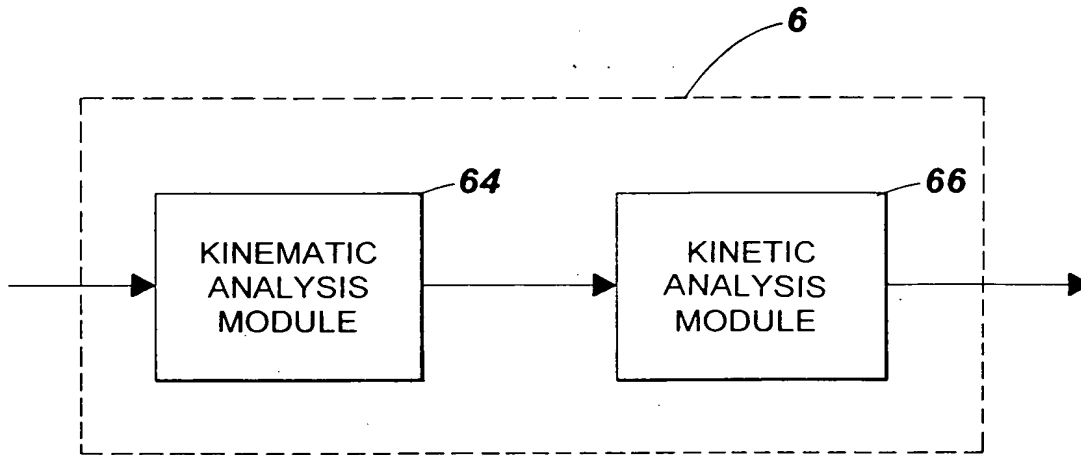 6
64
66
KINEMATIC
ANALYSIS
MODULE
KINETIC
ANALYSIS
MODULE